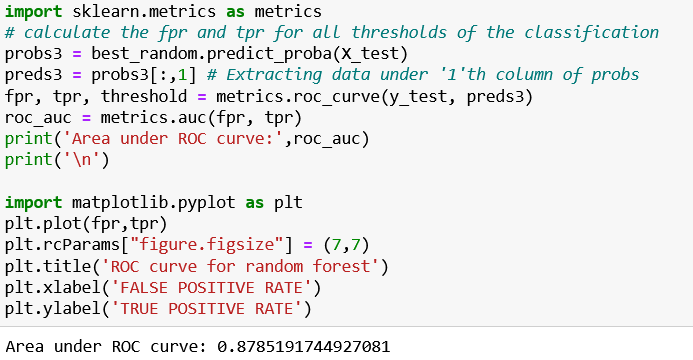 import sklearn.metrics as metrics
# calculate the fpr and tpr for all thresholds of the classification
probs3 = best_random.predict_proba(X_test)
preds3 = probs3[:,1] # Extracting data under '1'th column of probs
fpr, tpr, threshold = metrics.roc_curve(y_test, preds3)
roc_auc = metrics.auc(fpr, tpr)
print('Area under ROC curve:',roc_auc)
print('\n')
import matplotlib.pyplot as plt
plt.plot(fpr,tpr)
plt.rcParams["figure.figsize"] = (7,7)
plt.title('ROC curve for random forest')
plt.xlabel('FALSE POSITIVE RATE')
plt.ylabel('TRUE POSITIVE RATE')
Area under ROC curve: 0.8785191744927081